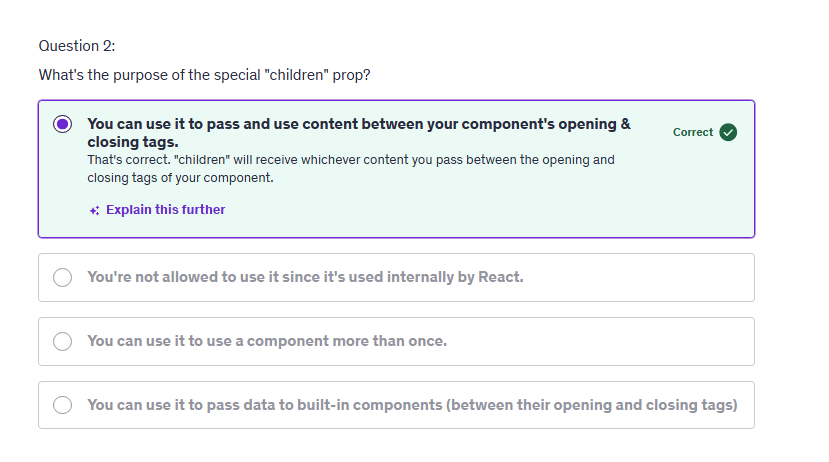 Question 2:
What's the purpose of the special "children" prop?
You can use it to pass and use content between your component's opening &
closing tags.
Correct
That's correct. "children" will receive whichever content you pass between the opening and
closing tags of your component.
Explain this further
You're not allowed to use it since it's used internally by React.
You can use it to use a component more than once.
You can use it to pass data to built-in components (between their opening and closing tags)